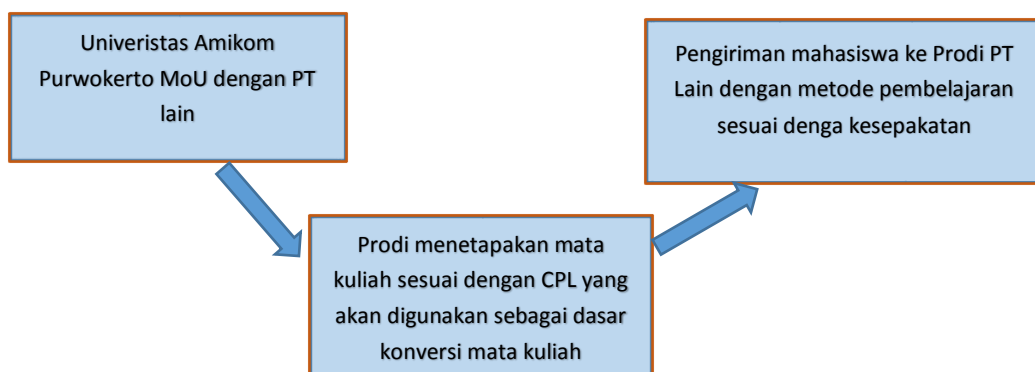 Univeristas Amikom
Purwokerto MoU dengan PT
lain
Prodi menetapakan mata
kuliah sesuai dengan CPL yang
akan digunakan sebagai dasar
konversi mata kuliah
Pengiriman mahasiswa ke Prodi PT
Lain dengan metode pembelajaran
sesuai denga kesepakatan